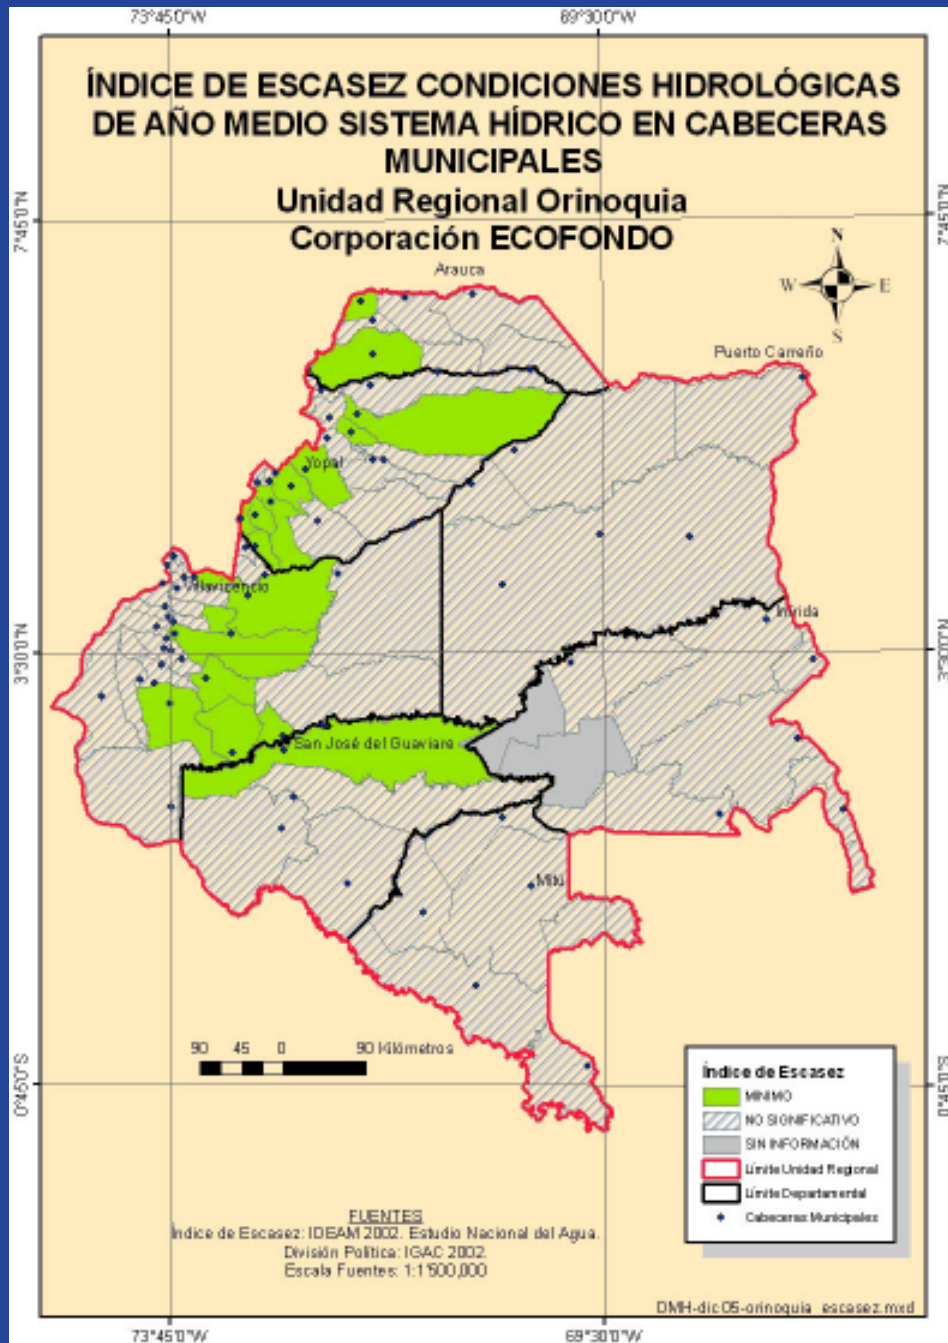 73°45'0"W
69°30'0"W
ÍNDICE DE ESCASEZ CONDICIONES HIDROLÓGICAS
DE AÑO MEDIO SISTEMA HÍDRICO EN CABECERAS
MUNICIPALES
Unidad Regional Orinoquia
Corporación ECOFONDO
7°45'0"N
7°45'0"N
N
W
E
S
Arauca
Puerto Carreño
Yopal
Villavicencio
Inírida
3°30'0"N
3°30'0"N
San José del Guaviare
Mitú
90 45 0 90 Kilómetros
0°45'0"S
0°45'0"S
Índice de Escasez
MINIMO
NO SIGNIFICATIVO
SIN INFORMACIÓN
Límite Unidad Regional
Límite Departamental
Cabeceras Municipales
FUENTES
Índice de Escasez: IDEAM 2002. Estudio Nacional del Agua.
División Política: IGAC 2002.
Escala Fuentes: 1:1'500,000
DMH-dic 05-orinoquia_escasez.mxd
73°45'0"W
69°30'0"W